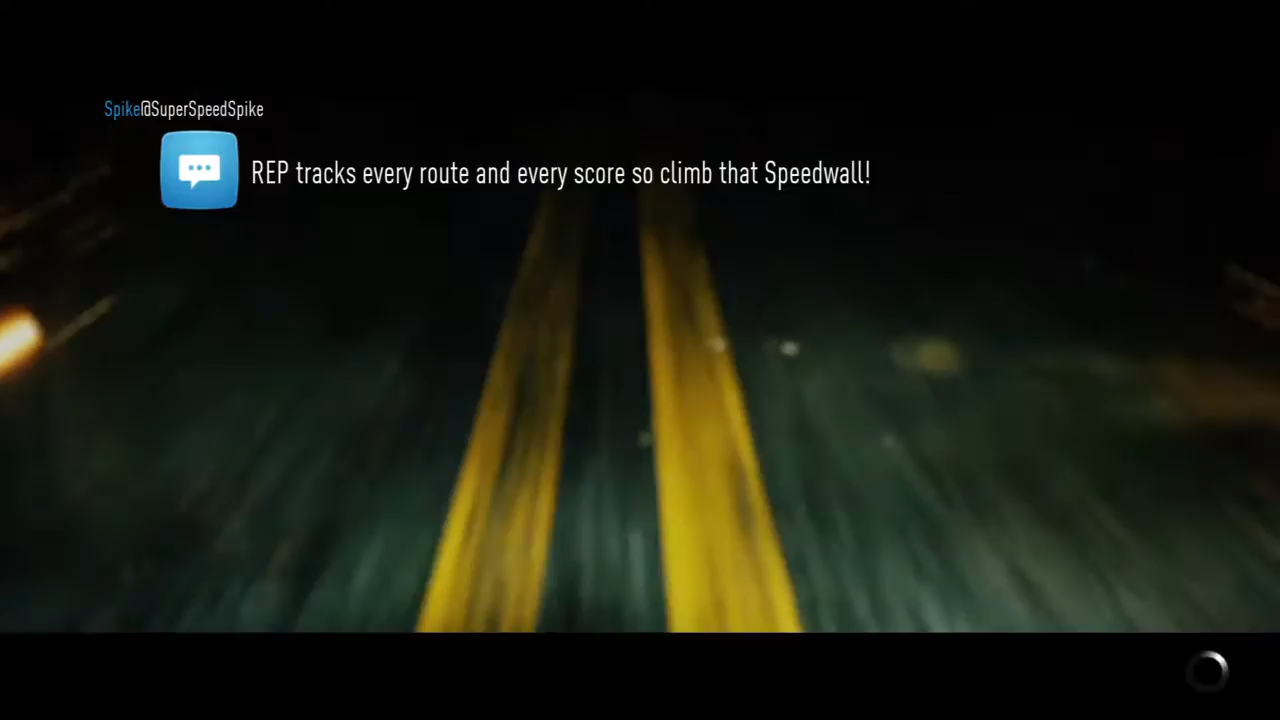 Spike@SuperSpeedSpike
REP tracks every route and every score so climb that Speedwall!